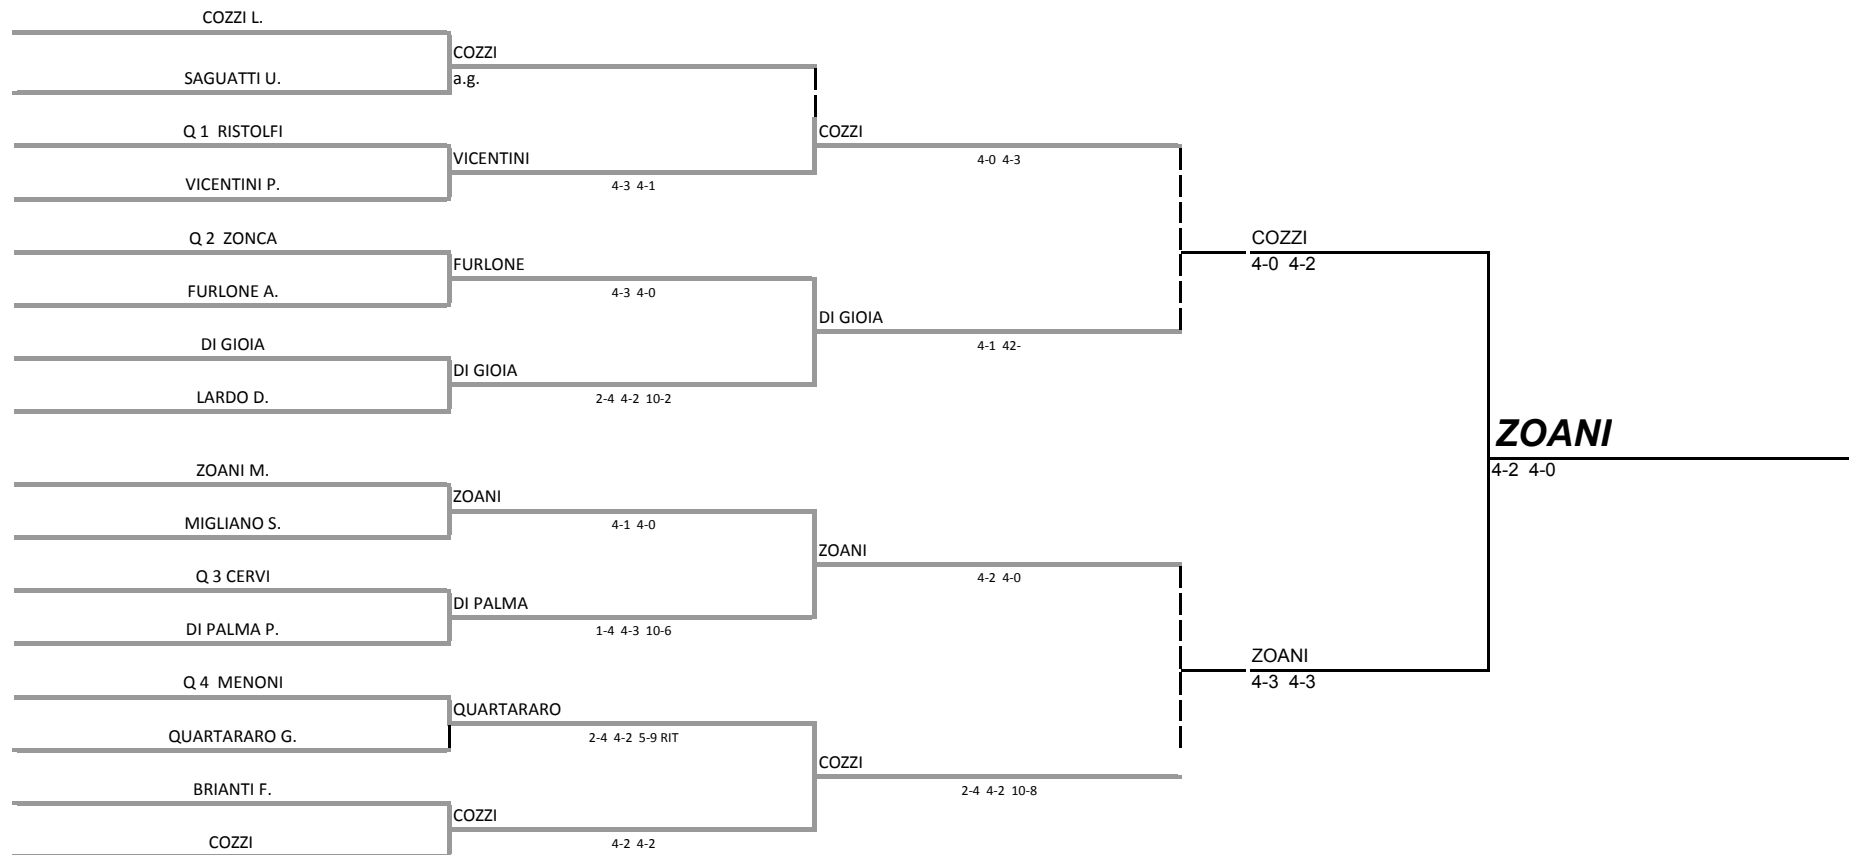 COZZI L.
COZZI
SAGUATTI U.
a.g.
Q 1 RISTOLFI
COZZI
VICENTINI
4-0 4-3
VICENTINI P.
4-3 4-1
Q 2 ZONCA
COZZI
FURLONE
4-0 4-2
FURLONE A.
4-3 4-0
DI GIOIA
DI GIOIA
4-1 42-
DI GIOIA
LARDO D.
2-4 4-2 10-2
ZOANI
4-2 4-0
ZOANI M.
ZOANI
MIGLIANO S.
4-1 4-0
ZOANI
Q 3 CERVI
4-2 4-0
DI PALMA
DI PALMA P.
1-4 4-3 10-6
ZOANI
4-3 4-3
Q 4 MENONI
QUARTARARO
QUARTARARO G.
2-4 4-2 5-9 RIT
COZZI
BRIANTI F.
2-4 4-2 10-8
COZZI
COZZI
4-2 4-2